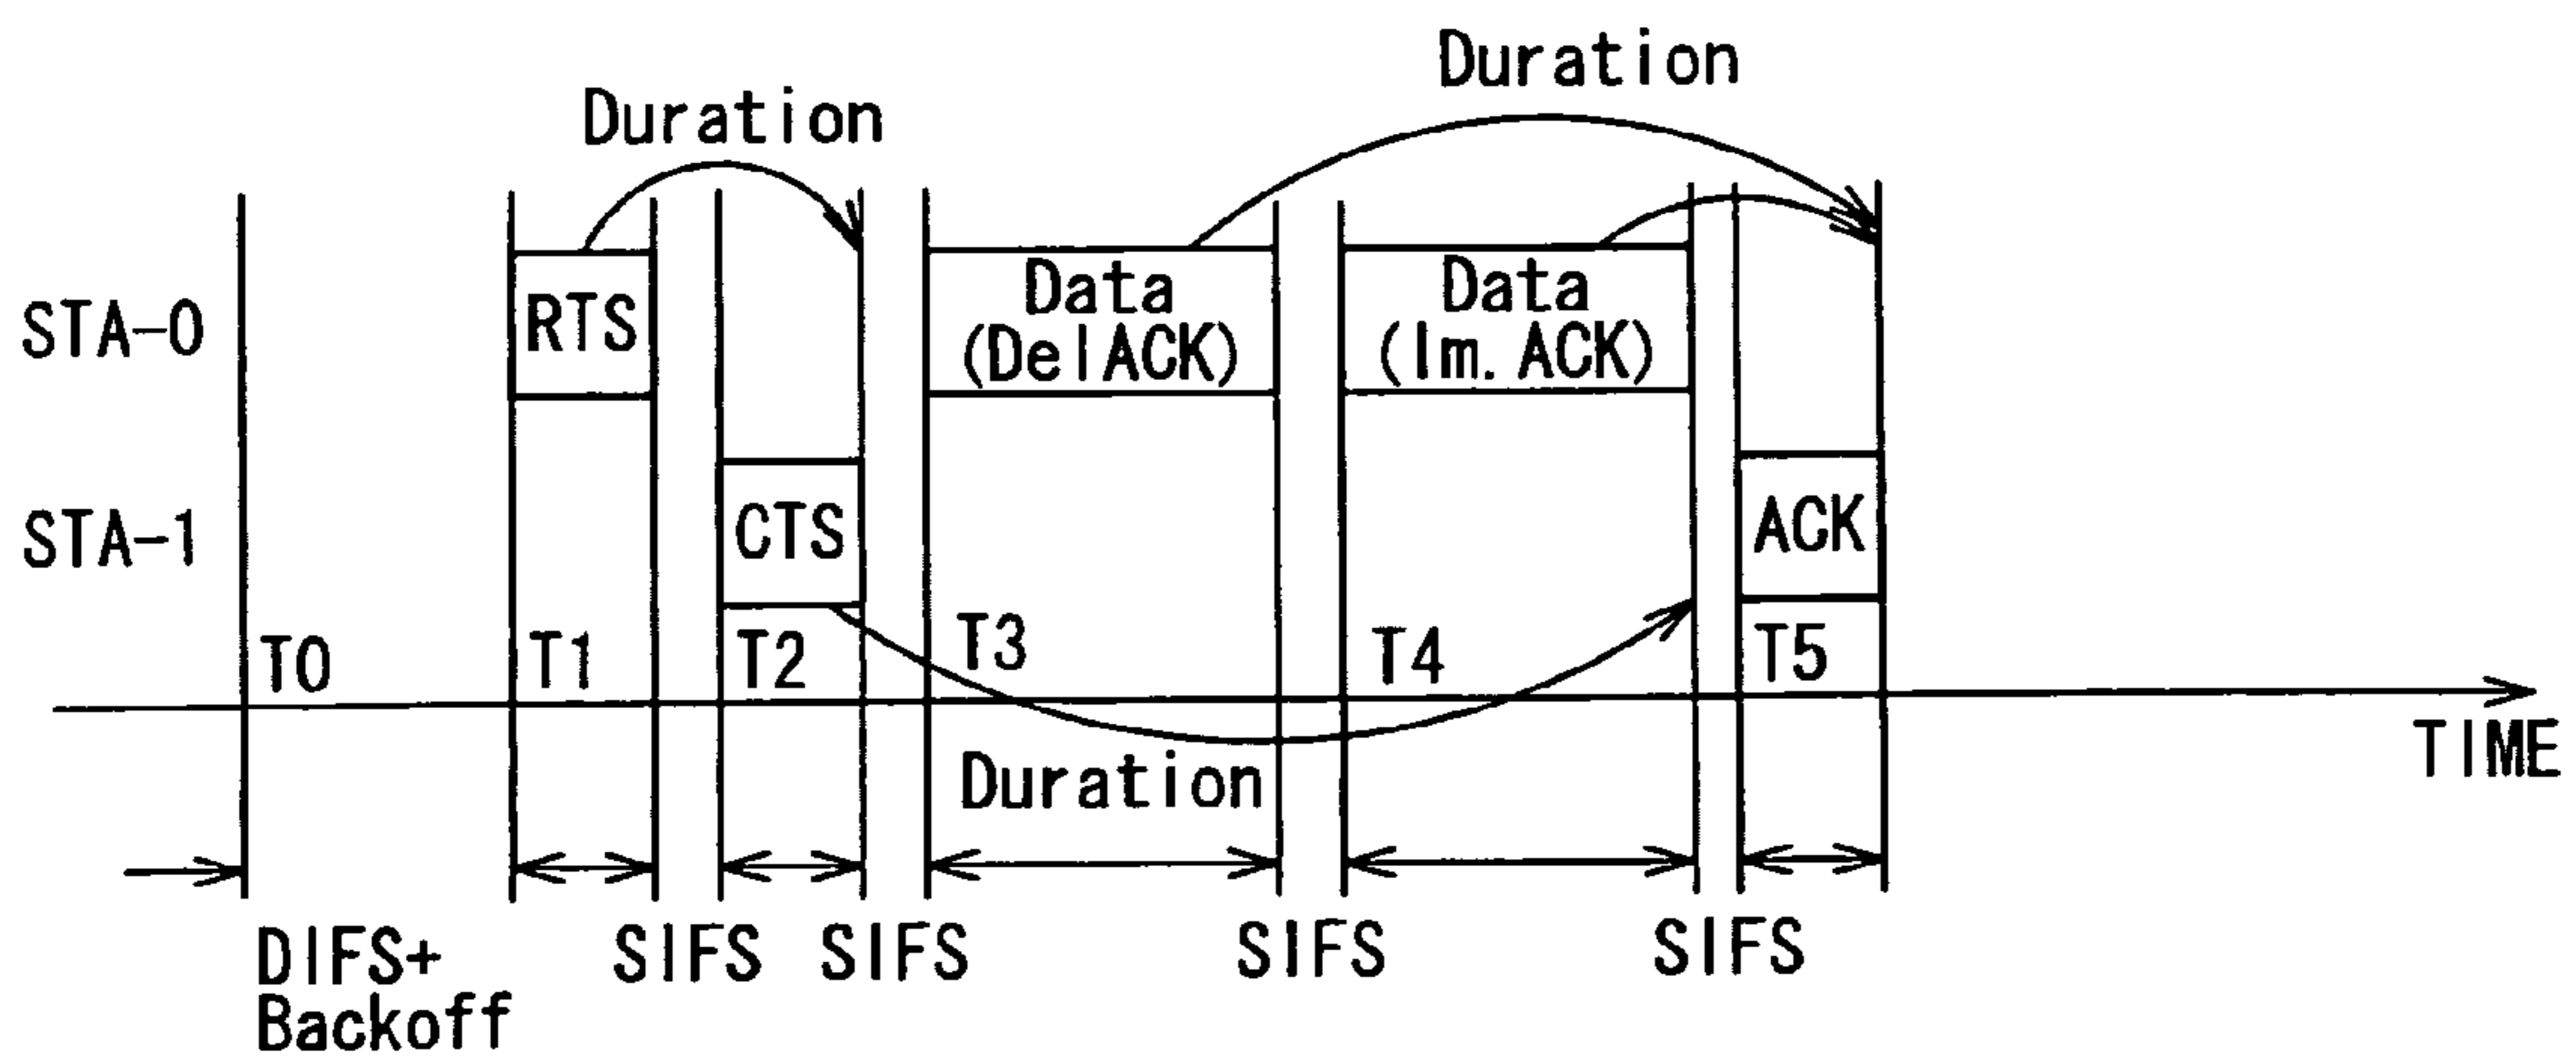 Duration
Duration
STA-0
RTS
Data
(DelACK)
Data
(Im. ACK)
STA-1
CTS
ACK
T0
T1
T2
T3
T4
T5
TIME
Duration
DIFS+
Backoff
SIFS
SIFS
SIFS
SIFS